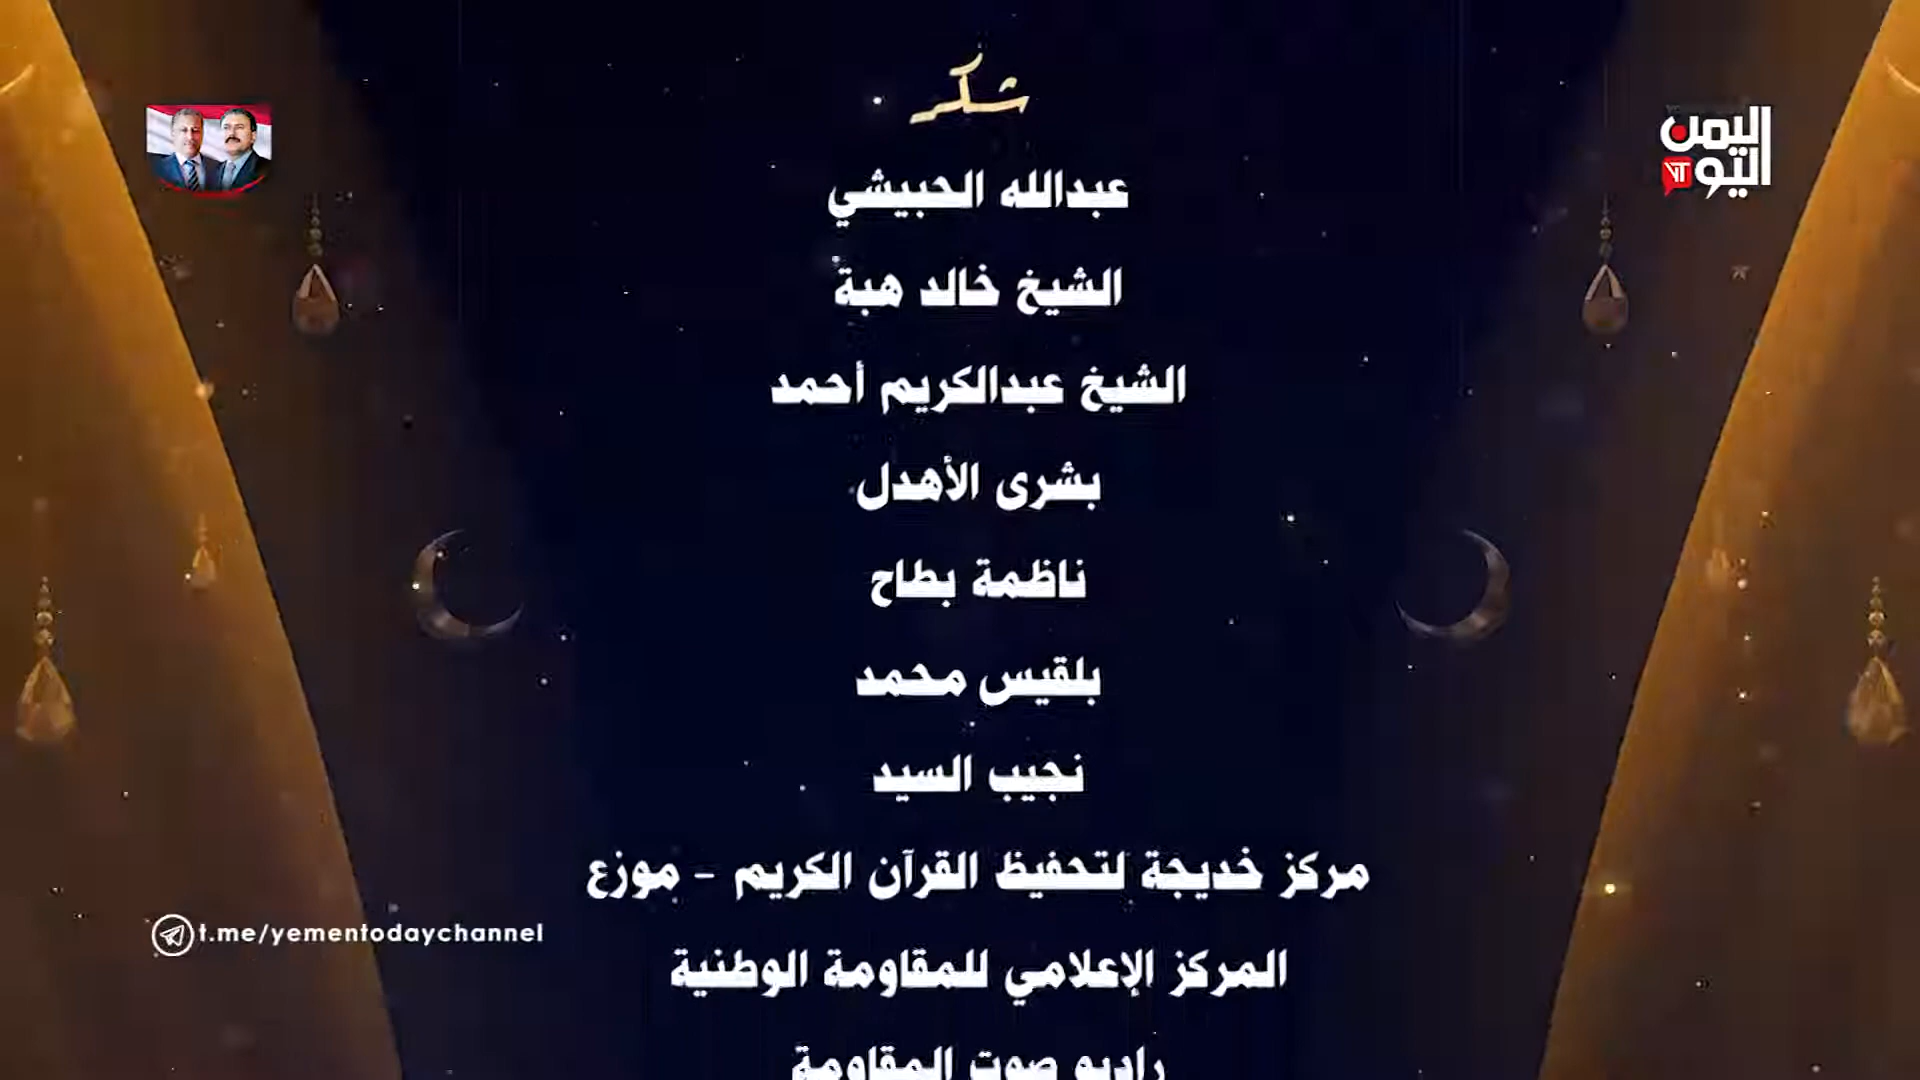 شكر
اليمن
اليوم
YT
عبدالله الحبيشي
الشيخ خالد هبة
الشيخ عبدالكريم أحمد
بشرى الأهدل
ناظمة بطاح
بلقيس محمد
نجيب السيد
مركز خديجة لتحفيظ القرآن الكريم - موزع
t.me/yementodaychannel
المركز الإعلامي للمقاومة الوطنية
راديو صوت المقاومة